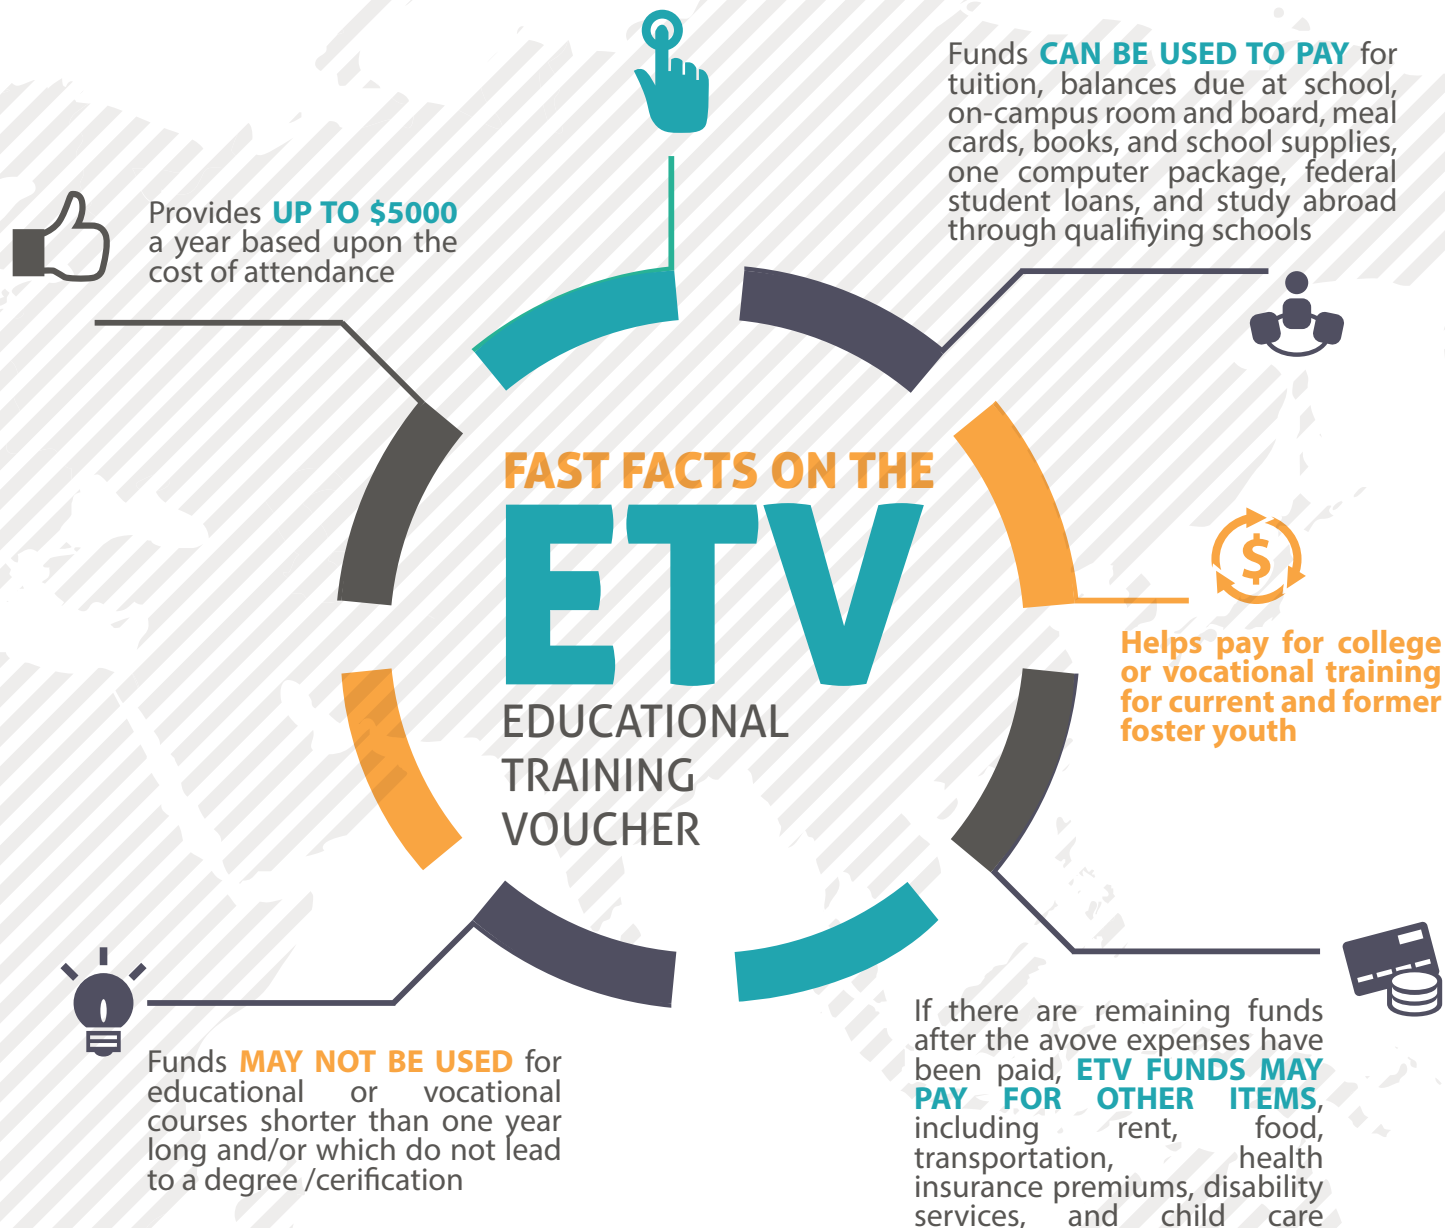 Funds CAN BE USED TO PAY for
tuition, balances due at school,
on-campus room and board, meal
cards, books, and school supplies,
one computer package, federal
student loans, and study abroad
through qualifiying schools
Provides UP TO $5000
a year based upon the
cost of attendance
FAST FACTS ON THE
ETV
EDUCATIONAL
TRAINING
VOUCHER
$
Helps pay for college
or vocational training
for current and former
foster youth
Funds MAY NOT BE USED for
educational or vocational
courses shorter than one year
long and/or which do not lead
to a degree /cerification
If there are remaining funds
after the avove expenses have
been paid, ETV FUNDS MAY
PAY FOR OTHER ITEMS,
including rent, food,
transportation, health
insurance premiums, disability
services, and child care